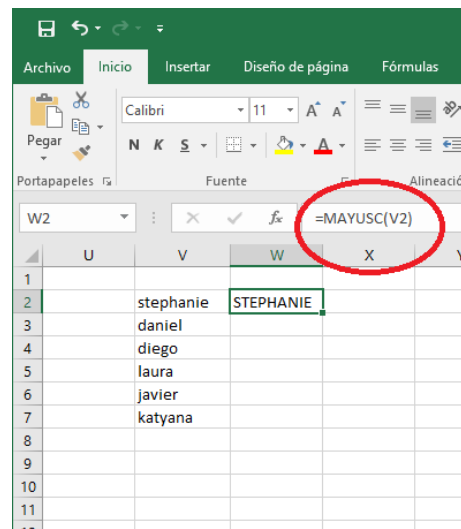 Archivo Inicio Insertar Diseño de página Fórmulas
Calibri 11 A A
Pegar N K S A
Portapapeles Fuente Alineació
W2 fx =MAYUSC(V2)
U V W X Y
1
2 stephanie STEPHANIE
3 daniel
4 diego
5 laura
6 javier
7 katyana
8
9
10
11